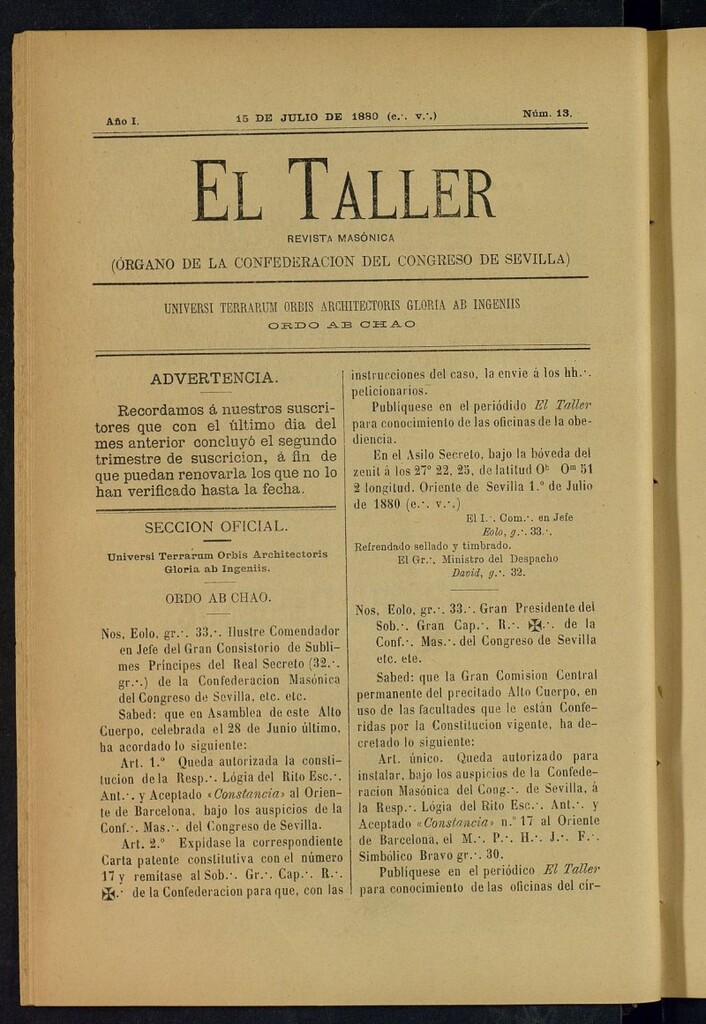 Año I.
15 DE JULIO DE 1880 (e.·. v.·.)
Núm. 13.
EL TALLER
REVISTA MASÓNICA
(ÓRGANO DE LA CONFEDERACION DEL CONGRESO DE SEVILLA)
UNIVERSI TERRARUM ORBIS ARCHITECTORIS GLORIA AB INGENIIS
ORDO AB CHAO
ADVERTENCIA.
Recordamos á nuestros suscri-
tores que con el último dia del
mes anterior concluyó el segundo
trimestre de suscricion, á fin de
que puedan renovarla los que no lo
han verificado hasta la fecha.
SECCION OFICIAL.
Universi Terrarum Orbis Architectoris
Gloria ab Ingeniis.
ORDO AB CHAO.
Nos, Eolo, gr.·. 33.·. Ilustre Comendador
en Jefe del Gran Consistorio de Subli-
mes Príncipes del Real Secreto (32.·.
gr.·.) de la Confederacion Masónica
del Congreso de Sevilla, etc. etc.
Sabed: que en Asamblea de este Alto
Cuerpo, celebrada el 28 de Junio último,
ha acordado lo siguiente:
Art. 1.º Queda autorizada la consti-
tucion de la Resp.·. Lógia del Rito Esc.·.
Ant.·. y Aceptado «Constancia» al Orien-
te de Barcelona, bajo los auspicios de la
Conf.·. Mas.·. del Congreso de Sevilla.
Art. 2.º Expídase la correspondiente
Carta patente constitutiva con el número
17 y remítase al Sob.·. Gr.·. Cap.·. R.·.
✠.·. de la Confederacion para que, con las
instrucciones del caso, la envie á los hh.·.
peticionarios.
Publíquese en el periódido El Taller
para conocimiento de las oficinas de la obe-
diencia.
En el Asilo Secreto, bajo la bóveda del
zenit á los 27º 22, 25, de latitud 0h 0m 51
2 longitud. Oriente de Sevilla 1.º de Julio
de 1880 (e.·. v.·.)
El I.·. Com.·. en Jefe
Eolo, g.·. 33.·.
Refrendado sellado y timbrado.
El Gr.·. Ministro del Despacho
David, g.·. 32.
Nos, Eolo, gr.·. 33.·. Gran Presidente del
Sob.·. Gran Cap.·. R.·. ✠.·. de la
Conf.·. Mas.·. del Congreso de Sevilla
etc. ete.
Sabed: que la Gran Comision Central
permanente del precitado Alto Cuerpo, en
uso de las facultades que le están Confe-
ridas por la Constitucion vigente, ha de-
cretado lo siguiente:
Art. único. Queda autorizado para
instalar, bajo los auspicios de la Confede-
racion Masónica del Cong.·. de Sevilla, á
la Resp.·. Lógia del Rito Esc.·. Ant.·. y
Aceptado «Constancia» n.º 17 al Oriente
de Barcelona, el M.·. P.·. H.·. J.·. F.·.
Simbólico Bravo gr.·. 30.
Publíquese en el periódico El Taller
para conocimiento de las oficinas del cír-